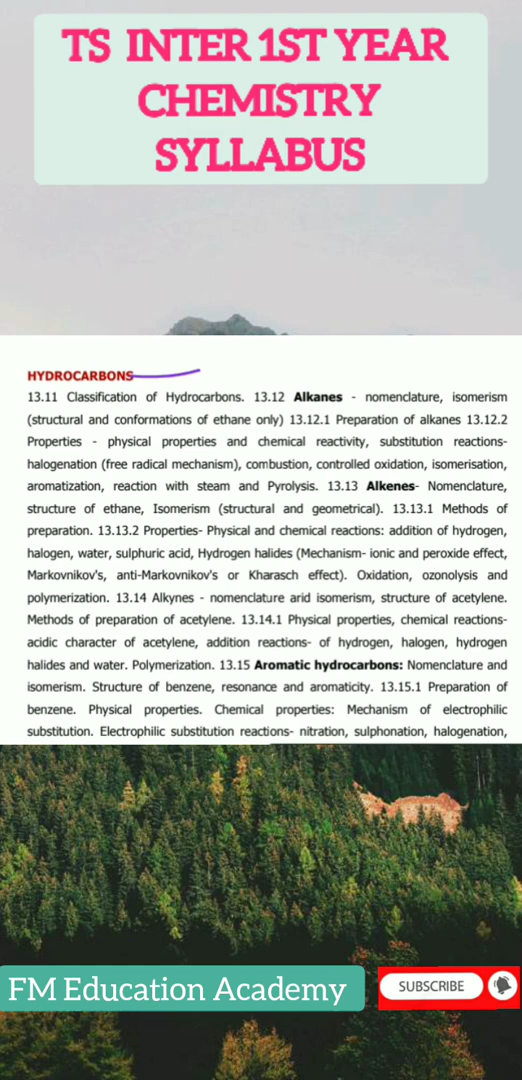 TS INTER 1ST YEAR
CHEMISTRY
SYLLABUS
HYDROCARBONS
13.11 Classification of Hydrocarbons. 13.12 Alkanes - nomenclature, isomerism
(structural and conformations of ethane only) 13.12.1 Preparation of alkanes 13.12.2
Properties - physical properties and chemical reactivity, substitution reactions-
halogenation (free radical mechanism), combustion, controlled oxidation, isomerisation,
aromatization, reaction with steam and Pyrolysis. 13.13 Alkenes- Nomenclature,
structure of ethane, Isomerism (structural and geometrical). 13.13.1 Methods of
preparation. 13.13.2 Properties- Physical and chemical reactions: addition of hydrogen,
halogen, water, sulphuric acid, Hydrogen halides (Mechanism- ionic and peroxide effect,
Markovnikov's, anti-Markovnikov's or Kharasch effect). Oxidation, ozonolysis and
polymerization. 13.14 Alkynes - nomenclature arid isomerism, structure of acetylene.
Methods of preparation of acetylene. 13.14.1 Physical properties, chemical reactions-
acidic character of acetylene, addition reactions- of hydrogen, halogen, hydrogen
halides and water. Polymerization. 13.15 Aromatic hydrocarbons: Nomenclature and
isomerism. Structure of benzene, resonance and aromaticity. 13.15.1 Preparation of
benzene. Physical properties. Chemical properties: Mechanism of electrophilic
substitution. Electrophilic substitution reactions- nitration, sulphonation, halogenation,
FM Education Academy
SUBSCRIBE